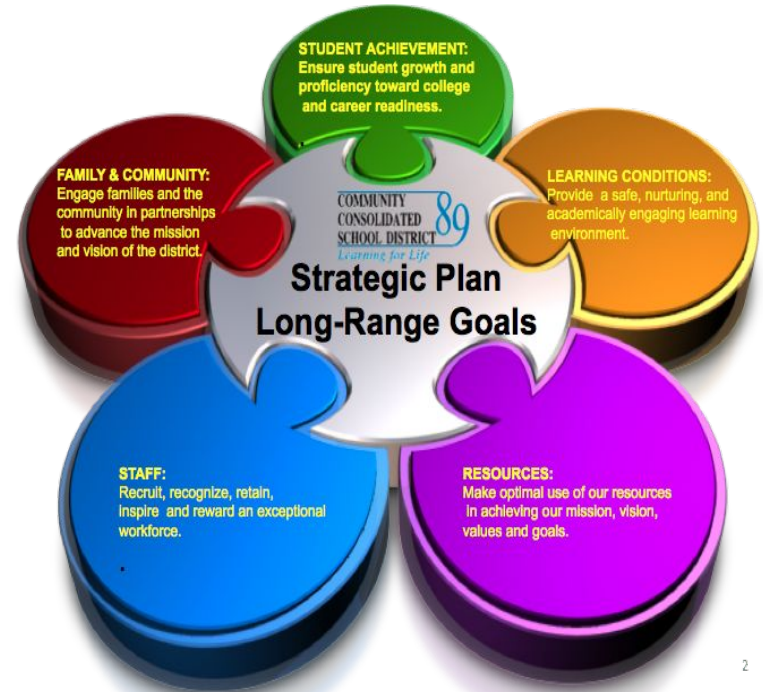 STUDENT ACHIEVEMENT:
Ensure student growth and
proficiency toward college
and career readiness.
FAMILY & COMMUNITY:
Engage families and the
community in partnerships
to advance the mission
and vision of the district.
LEARNING CONDITIONS:
Provide a safe, nurturing, and
academically engaging learning
environment.
COMMUNITY
CONSOLIDATED
SCHOOL DISTRICT
89
Learning for Life
Strategic Plan
Long-Range Goals
STAFF:
Recruit, recognize, retain,
inspire and reward an exceptional
workforce.
.
RESOURCES:
Make optimal use of our resources
in achieving our mission, vision,
values and goals.
2